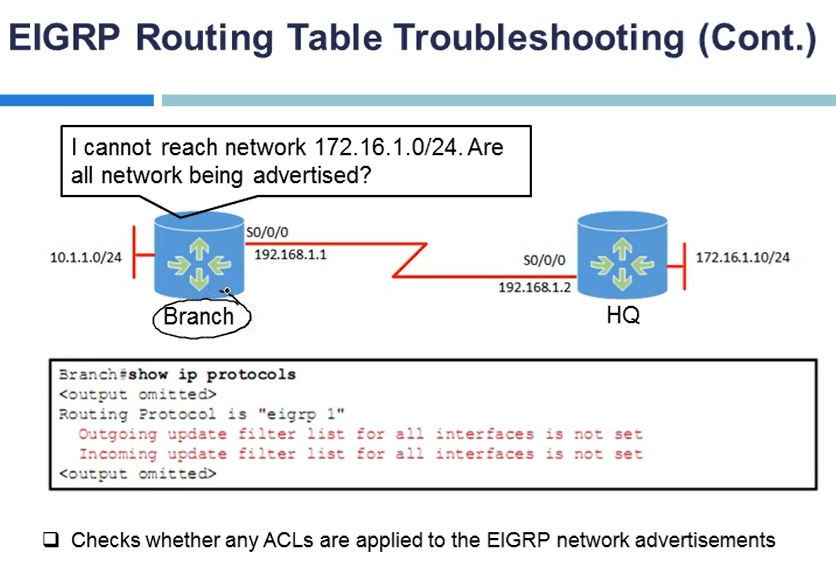 EIGRP Routing Table Troubleshooting (Cont.)
I cannot reach network 172.16.1.0/24. Are
all network being advertised?
S0/0/0
10.1.1.0/24
192.168.1.1
S0/0/0
172.16.1.10/24
192.168.1.2
Branch
HQ
Branch#show ip protocols
<output omitted>
Routing Protocol is "eigrp 1"
Outgoing update filter list for all interfaces is not set
Incoming update filter list for all interfaces is not set
<output omitted>
❑ Checks whether any ACLs are applied to the EIGRP network advertisements